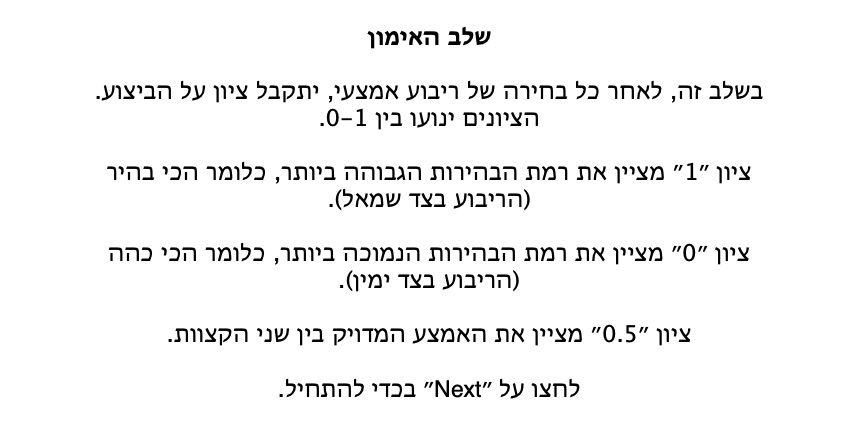 שלב האימון
בשלב זה, לאחר כל בחירה של ריבוע אמצעי, יתקבל ציון על הביצוע.
הציונים ינועו בין 0-1.
ציון "1" מציין את רמת הבהירות הגבוהה ביותר, כלומר הכי בהיר
(הריבוע בצד שמאל).
ציון "0" מציין את רמת הבהירות הנמוכה ביותר, כלומר הכי כהה
(הריבוע בצד ימין).
ציון "0.5" מציין את האמצע המדויק בין שני הקצוות.
לחצו על "Next" בכדי להתחיל.